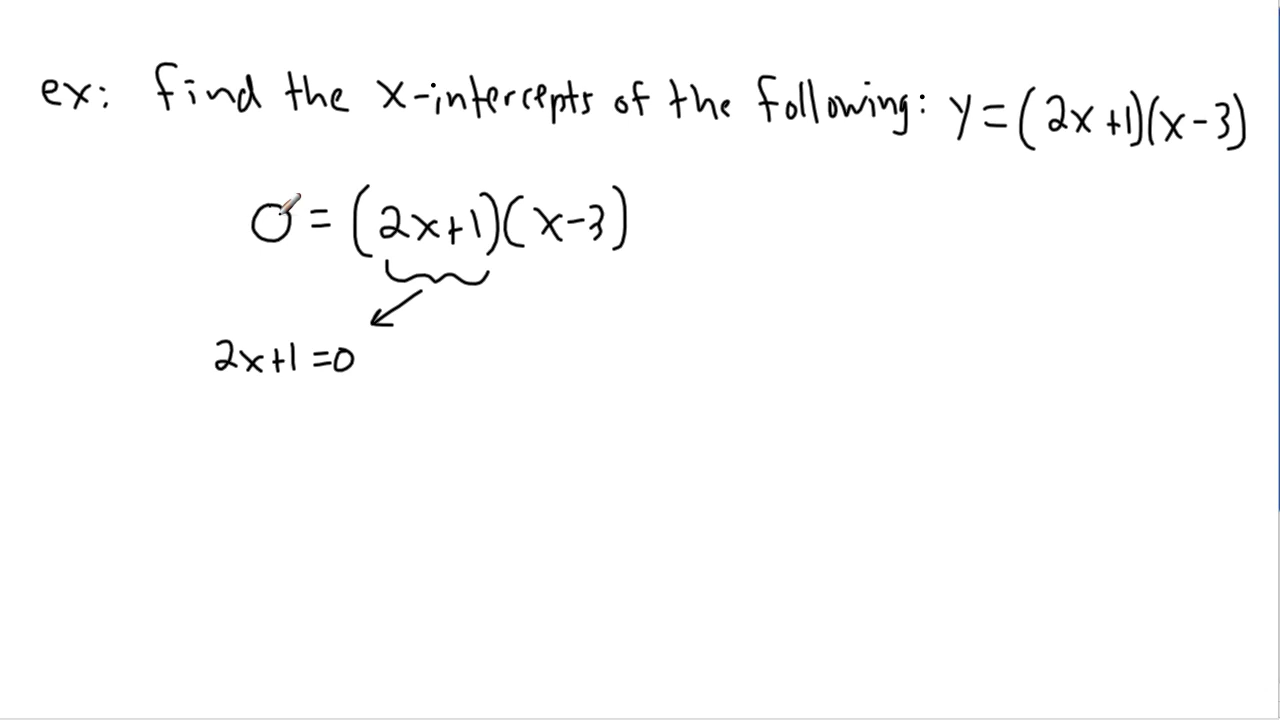 ex: find the x-intercepts of the following: y=(2x+1)(x-3)
0=(2x+1)(x-3)
2x+1=0